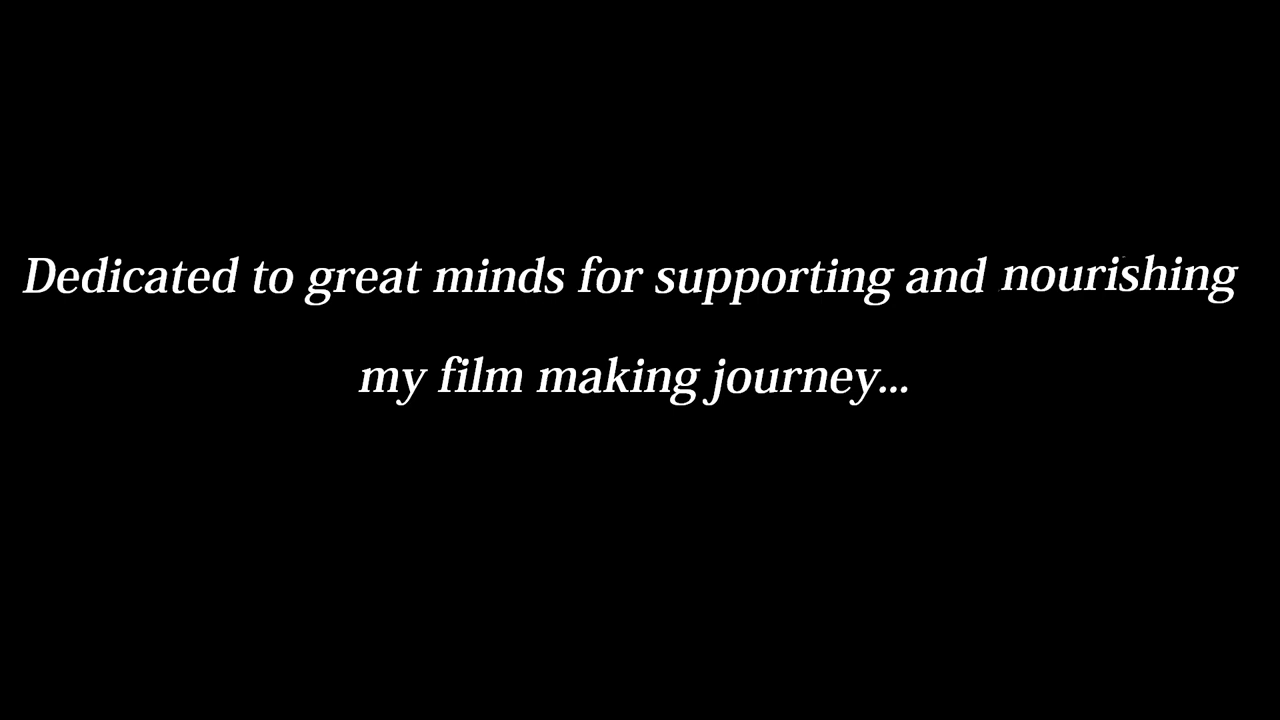 Dedicated to great minds for supporting and nourishing
my film making journey...